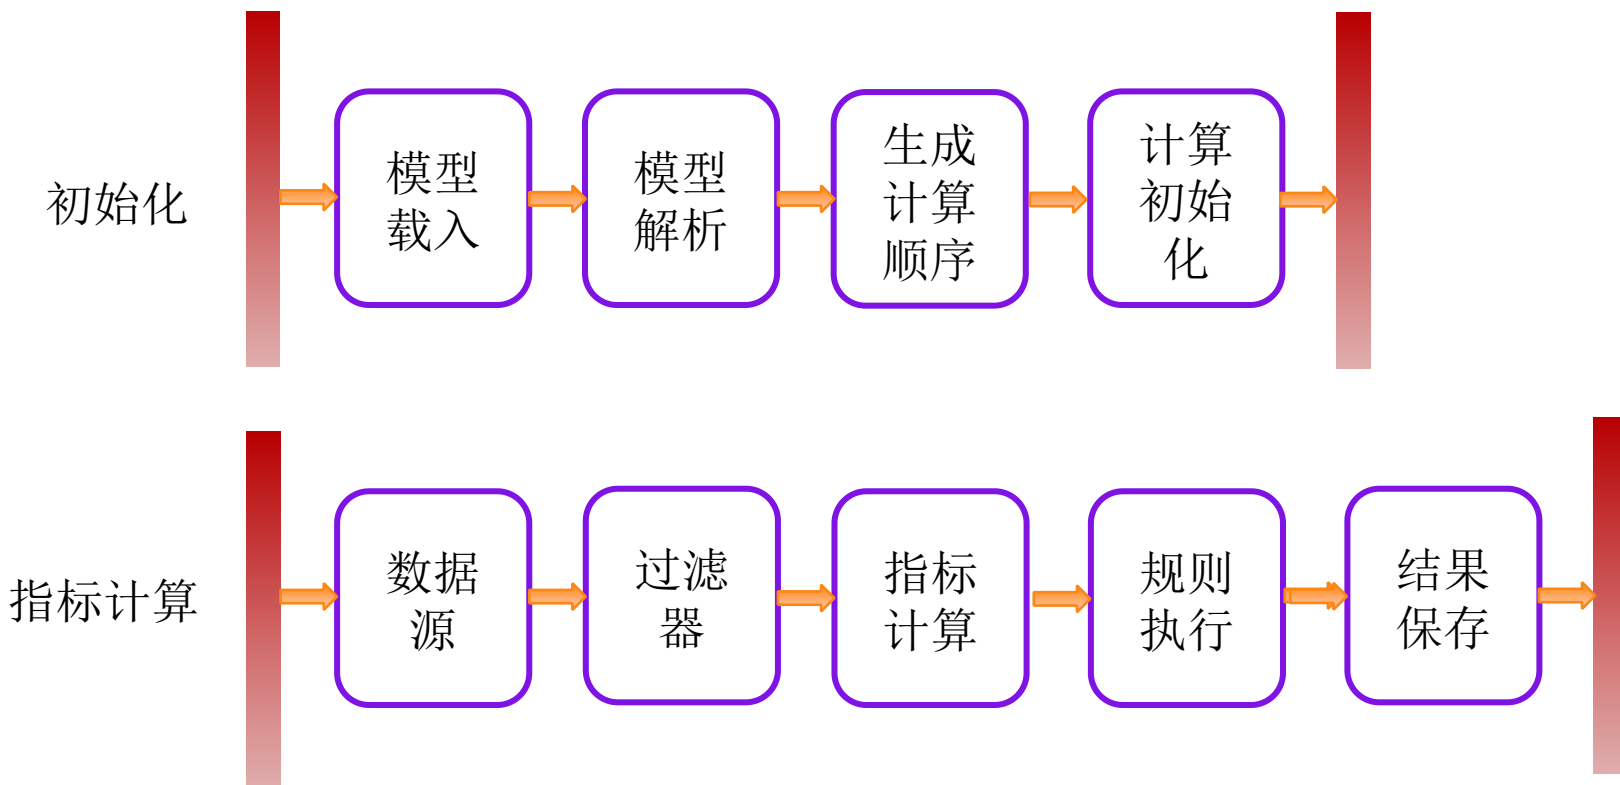 初始化
模型
载入
模型
解析
生成
计算
顺序
计算
初始
化
指标计算
数据
源
过滤
器
指标
计算
规则
执行
结果
保存